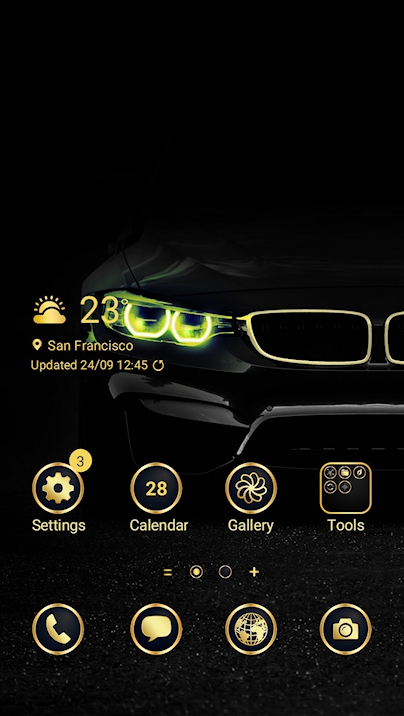 23°
San Francisco
Updated 24/09 12:45
3
28
Settings
Calendar
Gallery
Tools